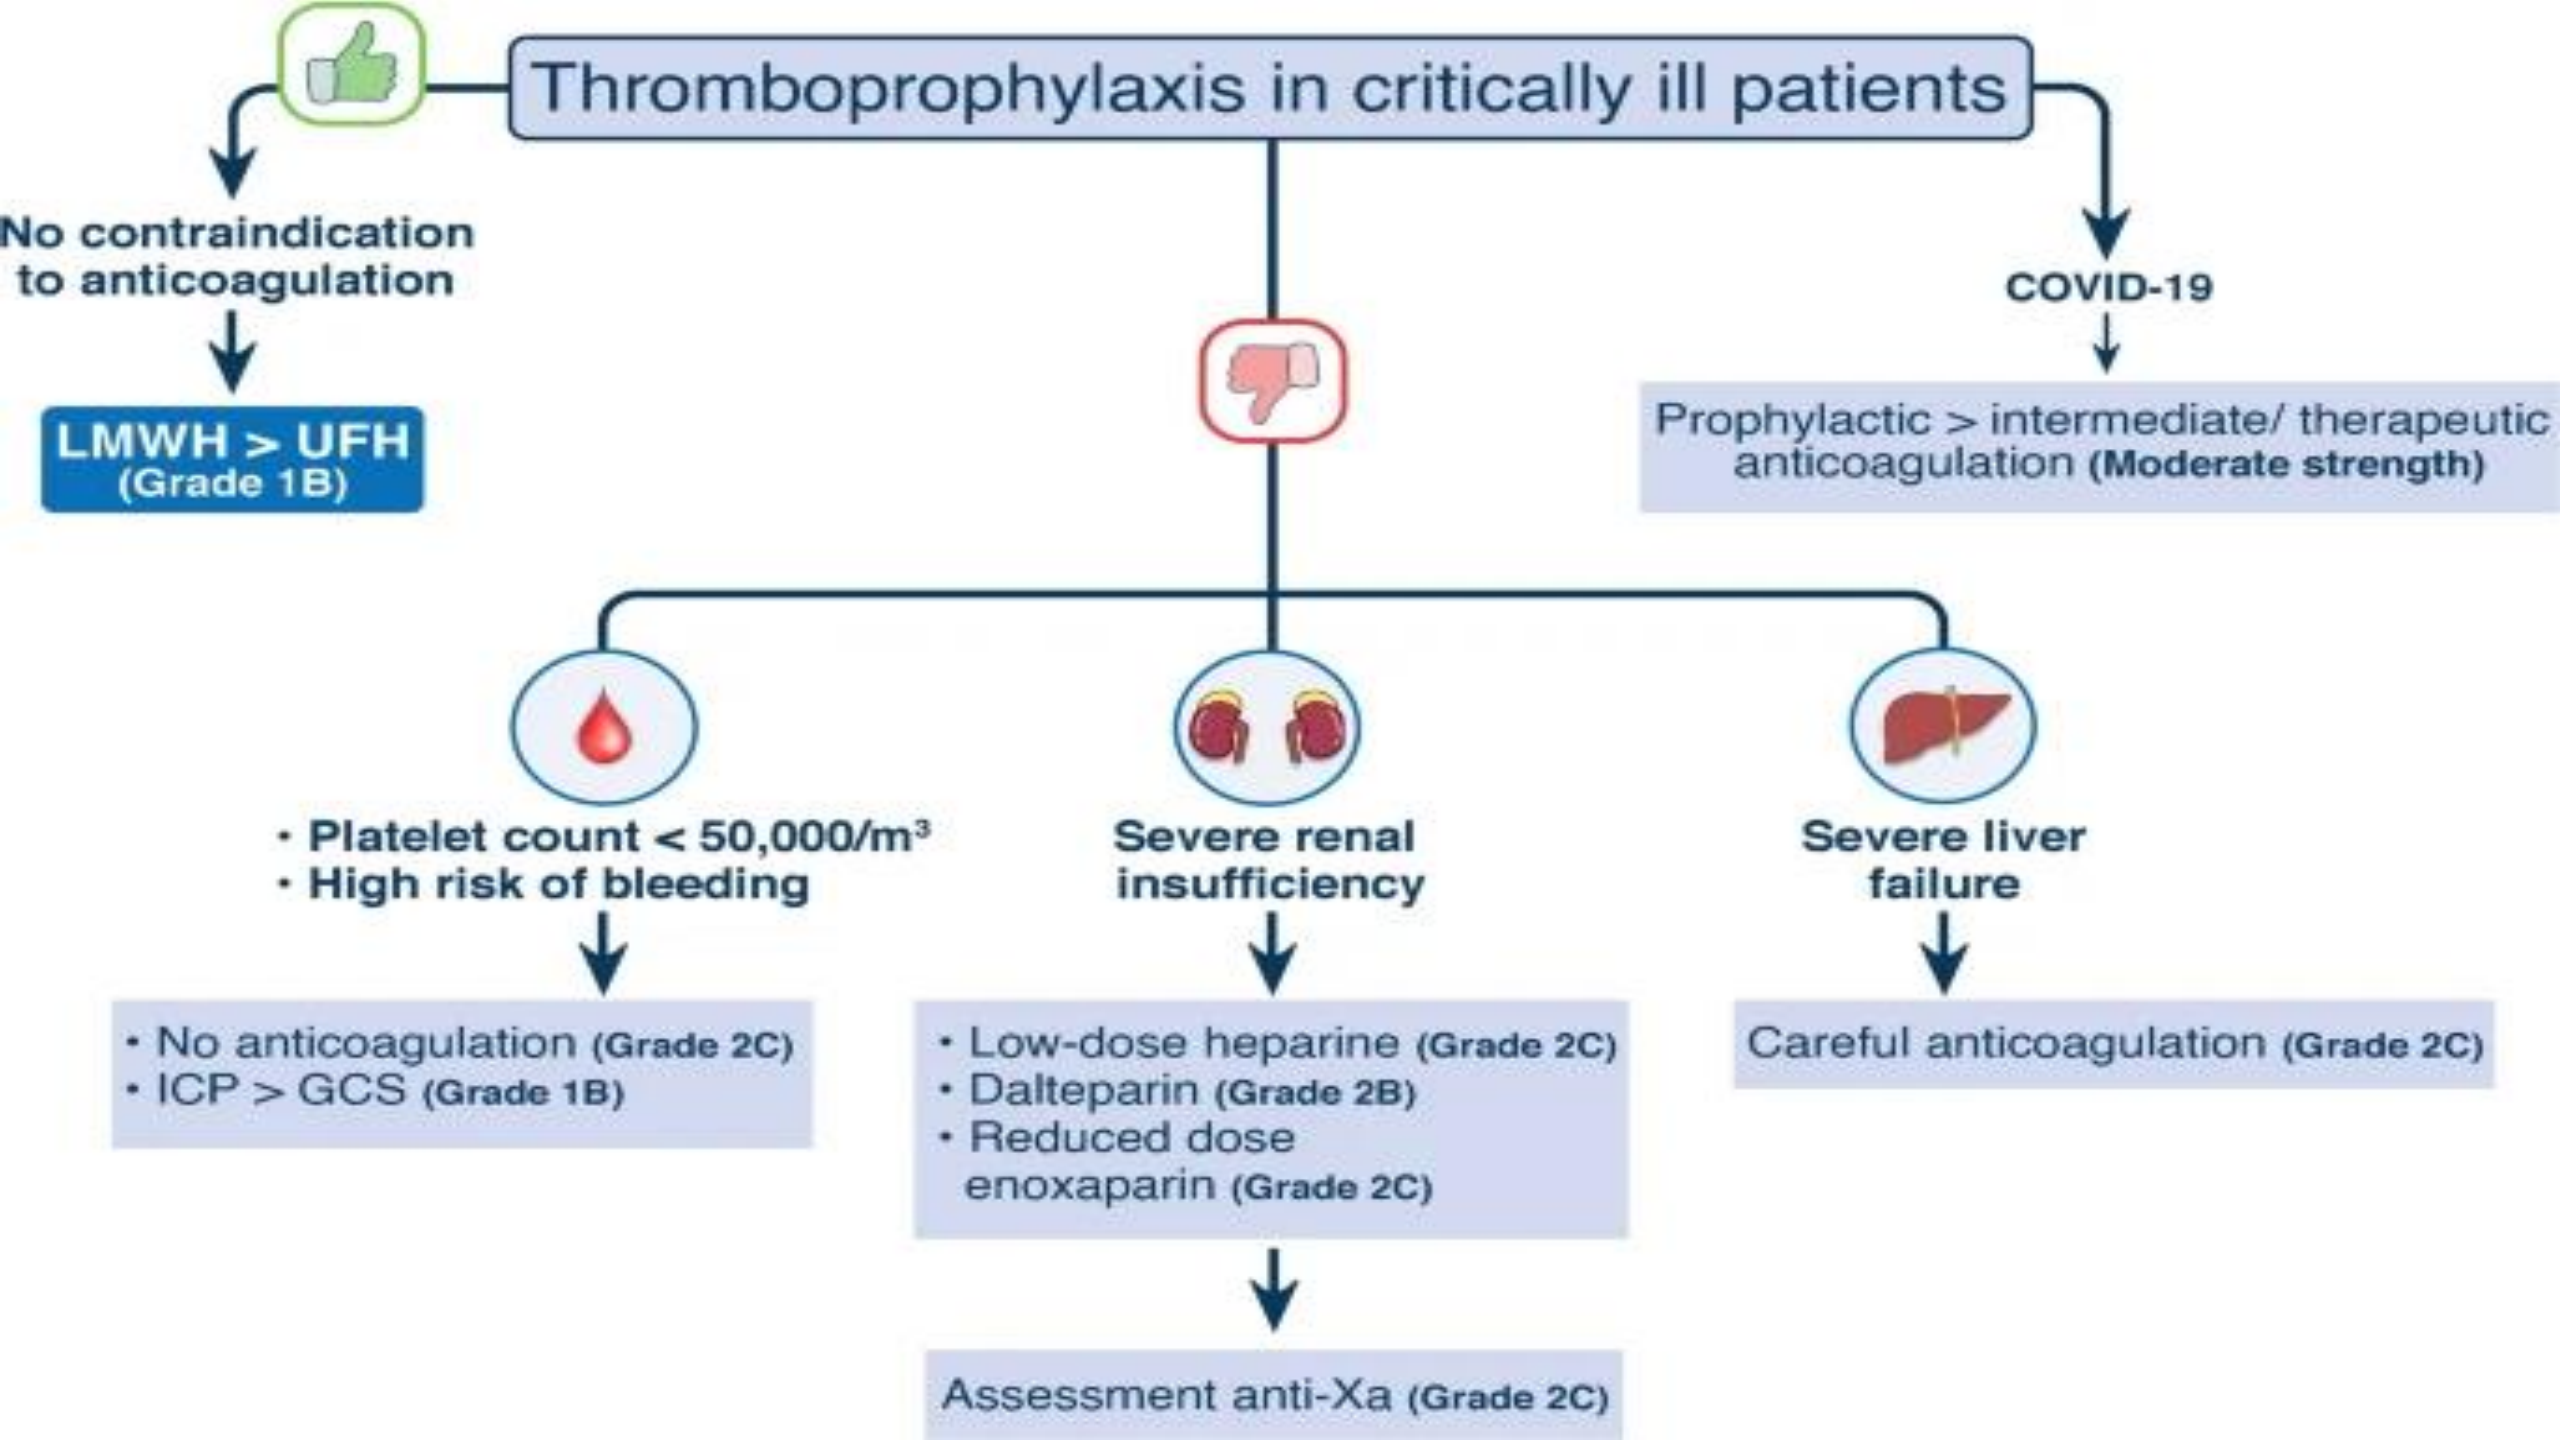 Thromboprophylaxis in critically ill patients
No contraindication
to anticoagulation
LMWH > UFH
(Grade 1B)
COVID-19
Prophylactic > intermediate/ therapeutic
anticoagulation (Moderate strength)
· Platelet count < 50,000/m³
· High risk of bleeding
• No anticoagulation (Grade 2C)
• ICP > GCS (Grade 1B)
Severe renal
insufficiency
• Low-dose heparine (Grade 2C)
• Dalteparin (Grade 2B)
• Reduced dose
enoxaparin (Grade 2C)
Assessment anti-Xa (Grade 2C)
Severe liver
failure
Careful anticoagulation (Grade 2C)